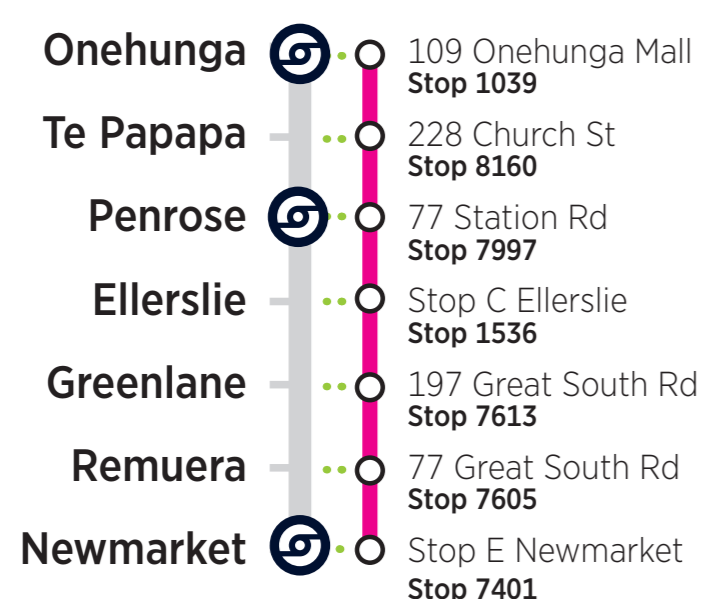 Onehunga
109 Onehunga Mall
Stop 1039
Te Papapa
228 Church St
Stop 8160
Penrose
77 Station Rd
Stop 7997
Ellerslie
Stop C Ellerslie
Stop 1536
Greenlane
197 Great South Rd
Stop 7613
Remuera
77 Great South Rd
Stop 7605
Newmarket
Stop E Newmarket
Stop 7401